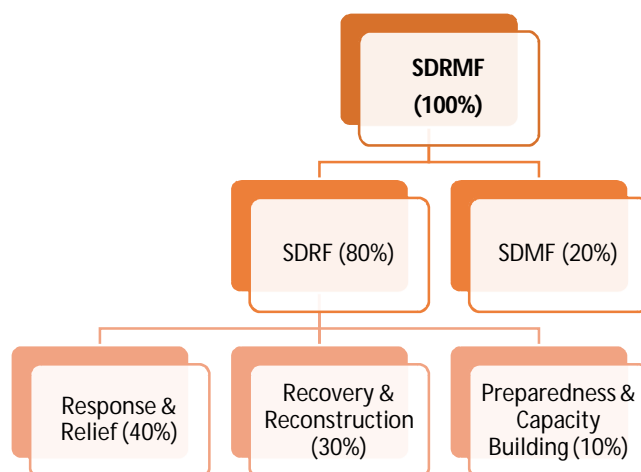 SDRMF
(100%)
SDRF (80%)
SDMF (20%)
Response &
Relief (40%)
Recovery &
Reconstruction
(30%)
Preparedness &
Capacity
Building (10%)